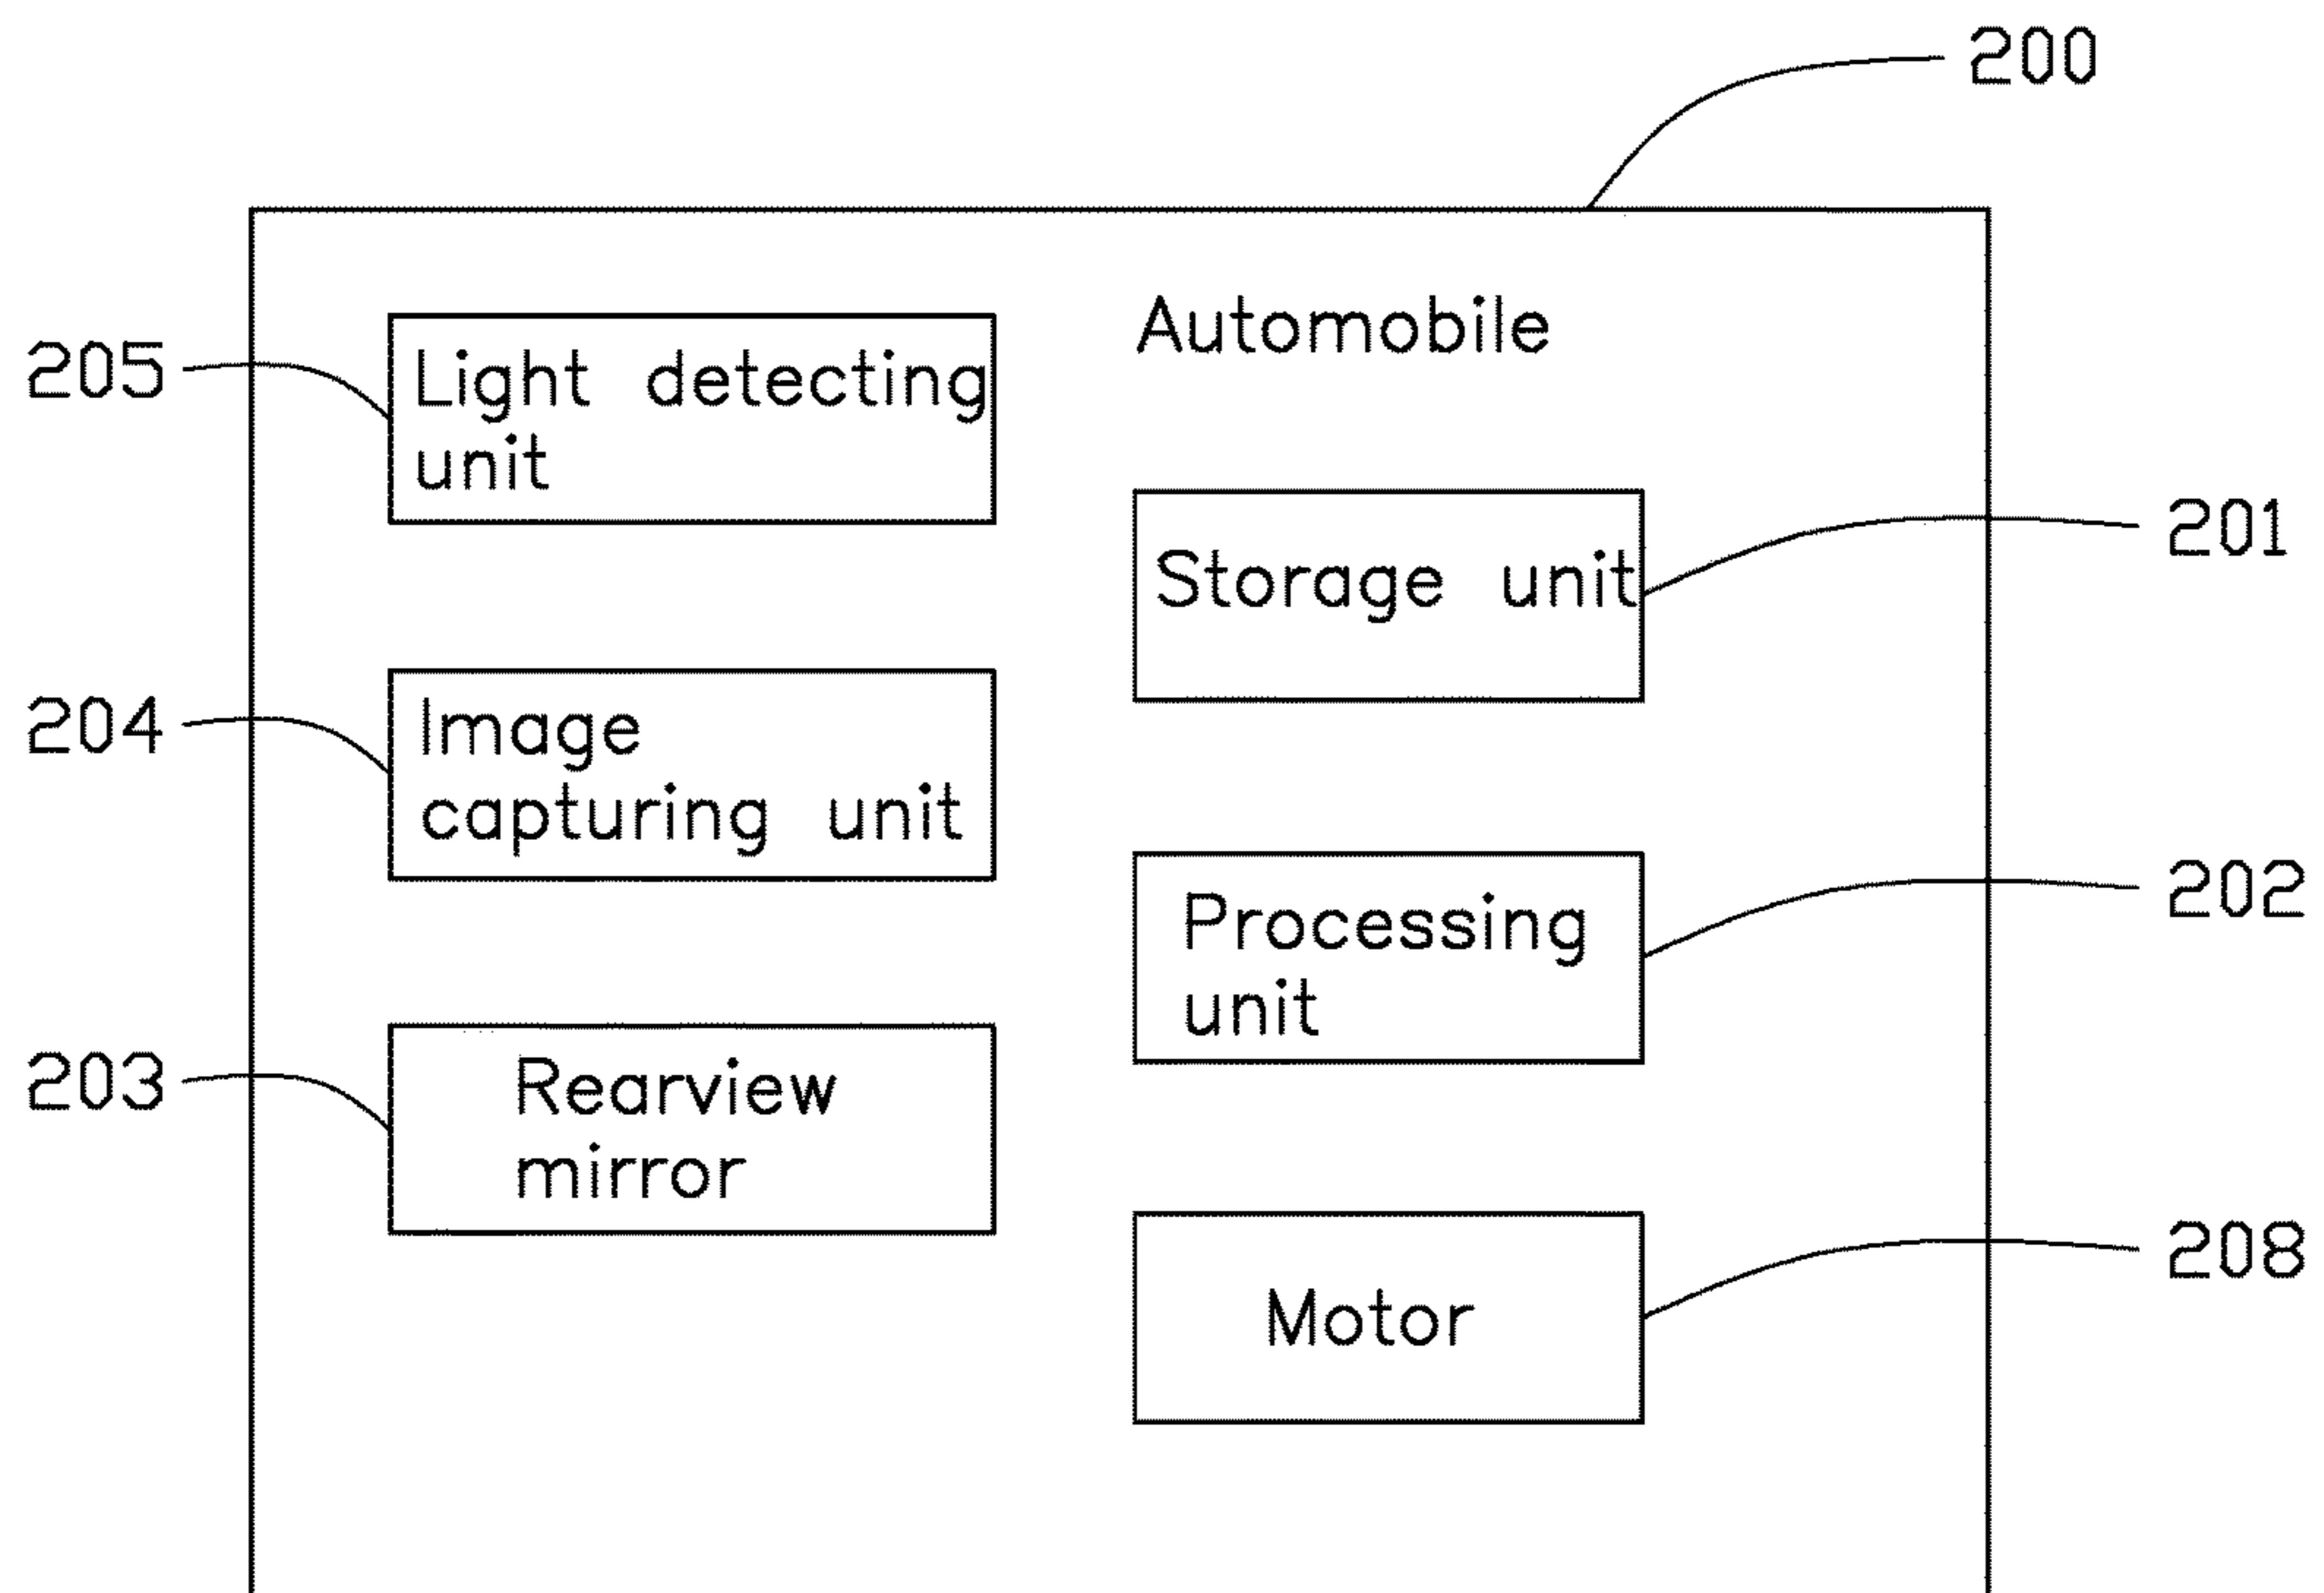 200
Automobile
205
Light detecting
unit
201
Storage unit
204
Image
capturing unit
202
Processing
unit
203
Rearview
mirror
208
Motor